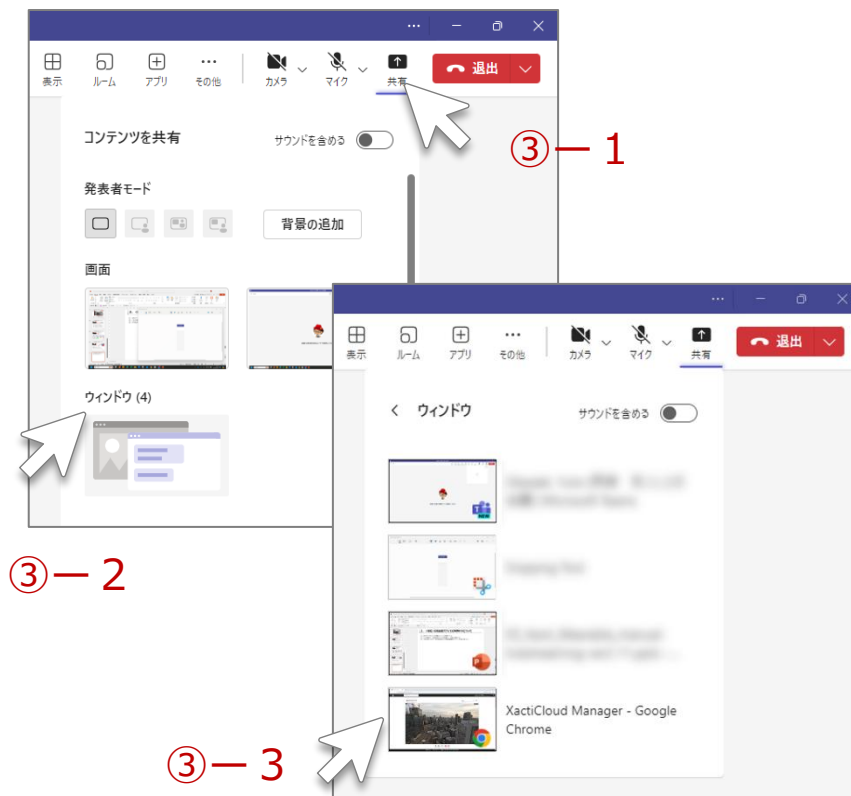 表示 ルーム アプリ その他 カメラ マイク 共有 退出
コンテンツを共有 サウンドを含める
③ー 1
発表者モード
背景の追加
画面
ウィンドウ (4)
③ー 2
表示 ルーム アプリ その他 カメラ マイク 共有 退出
ウィンドウ サウンドを含める
XactiCloud Manager - Google
Chrome
③ー 3